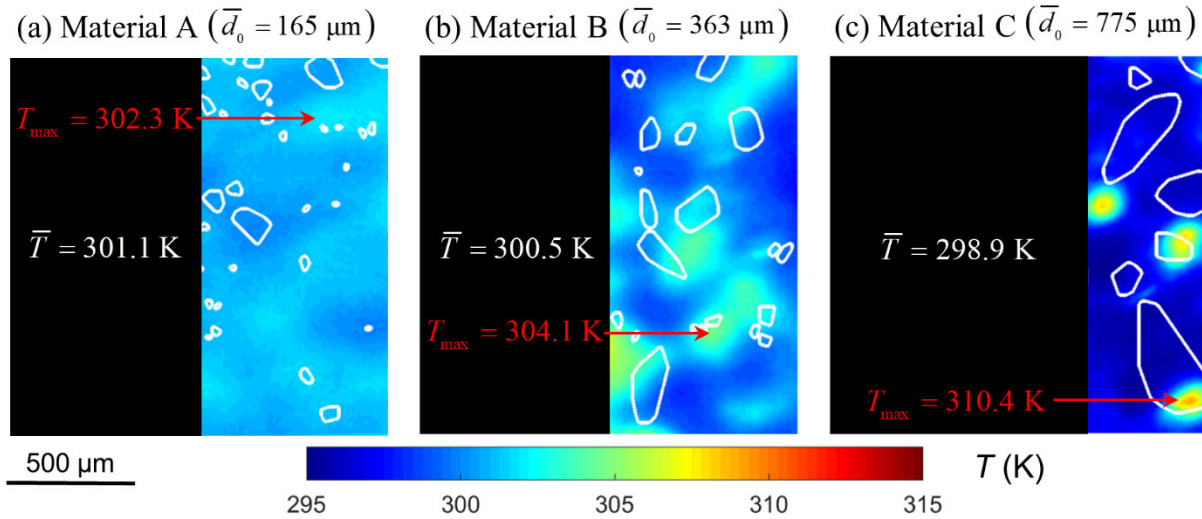 (a) Material A (d̅₀ = 165 μm)
(b) Material B (d̅₀ = 363 μm)
(c) Material C (d̅₀ = 775 μm)
Tmax = 302.3 K
T̅ = 301.1 K
T̅ = 300.5 K
Tmax = 304.1 K
T̅ = 298.9 K
Tmax = 310.4 K
500 μm
T (K)
295 300 305 310 315